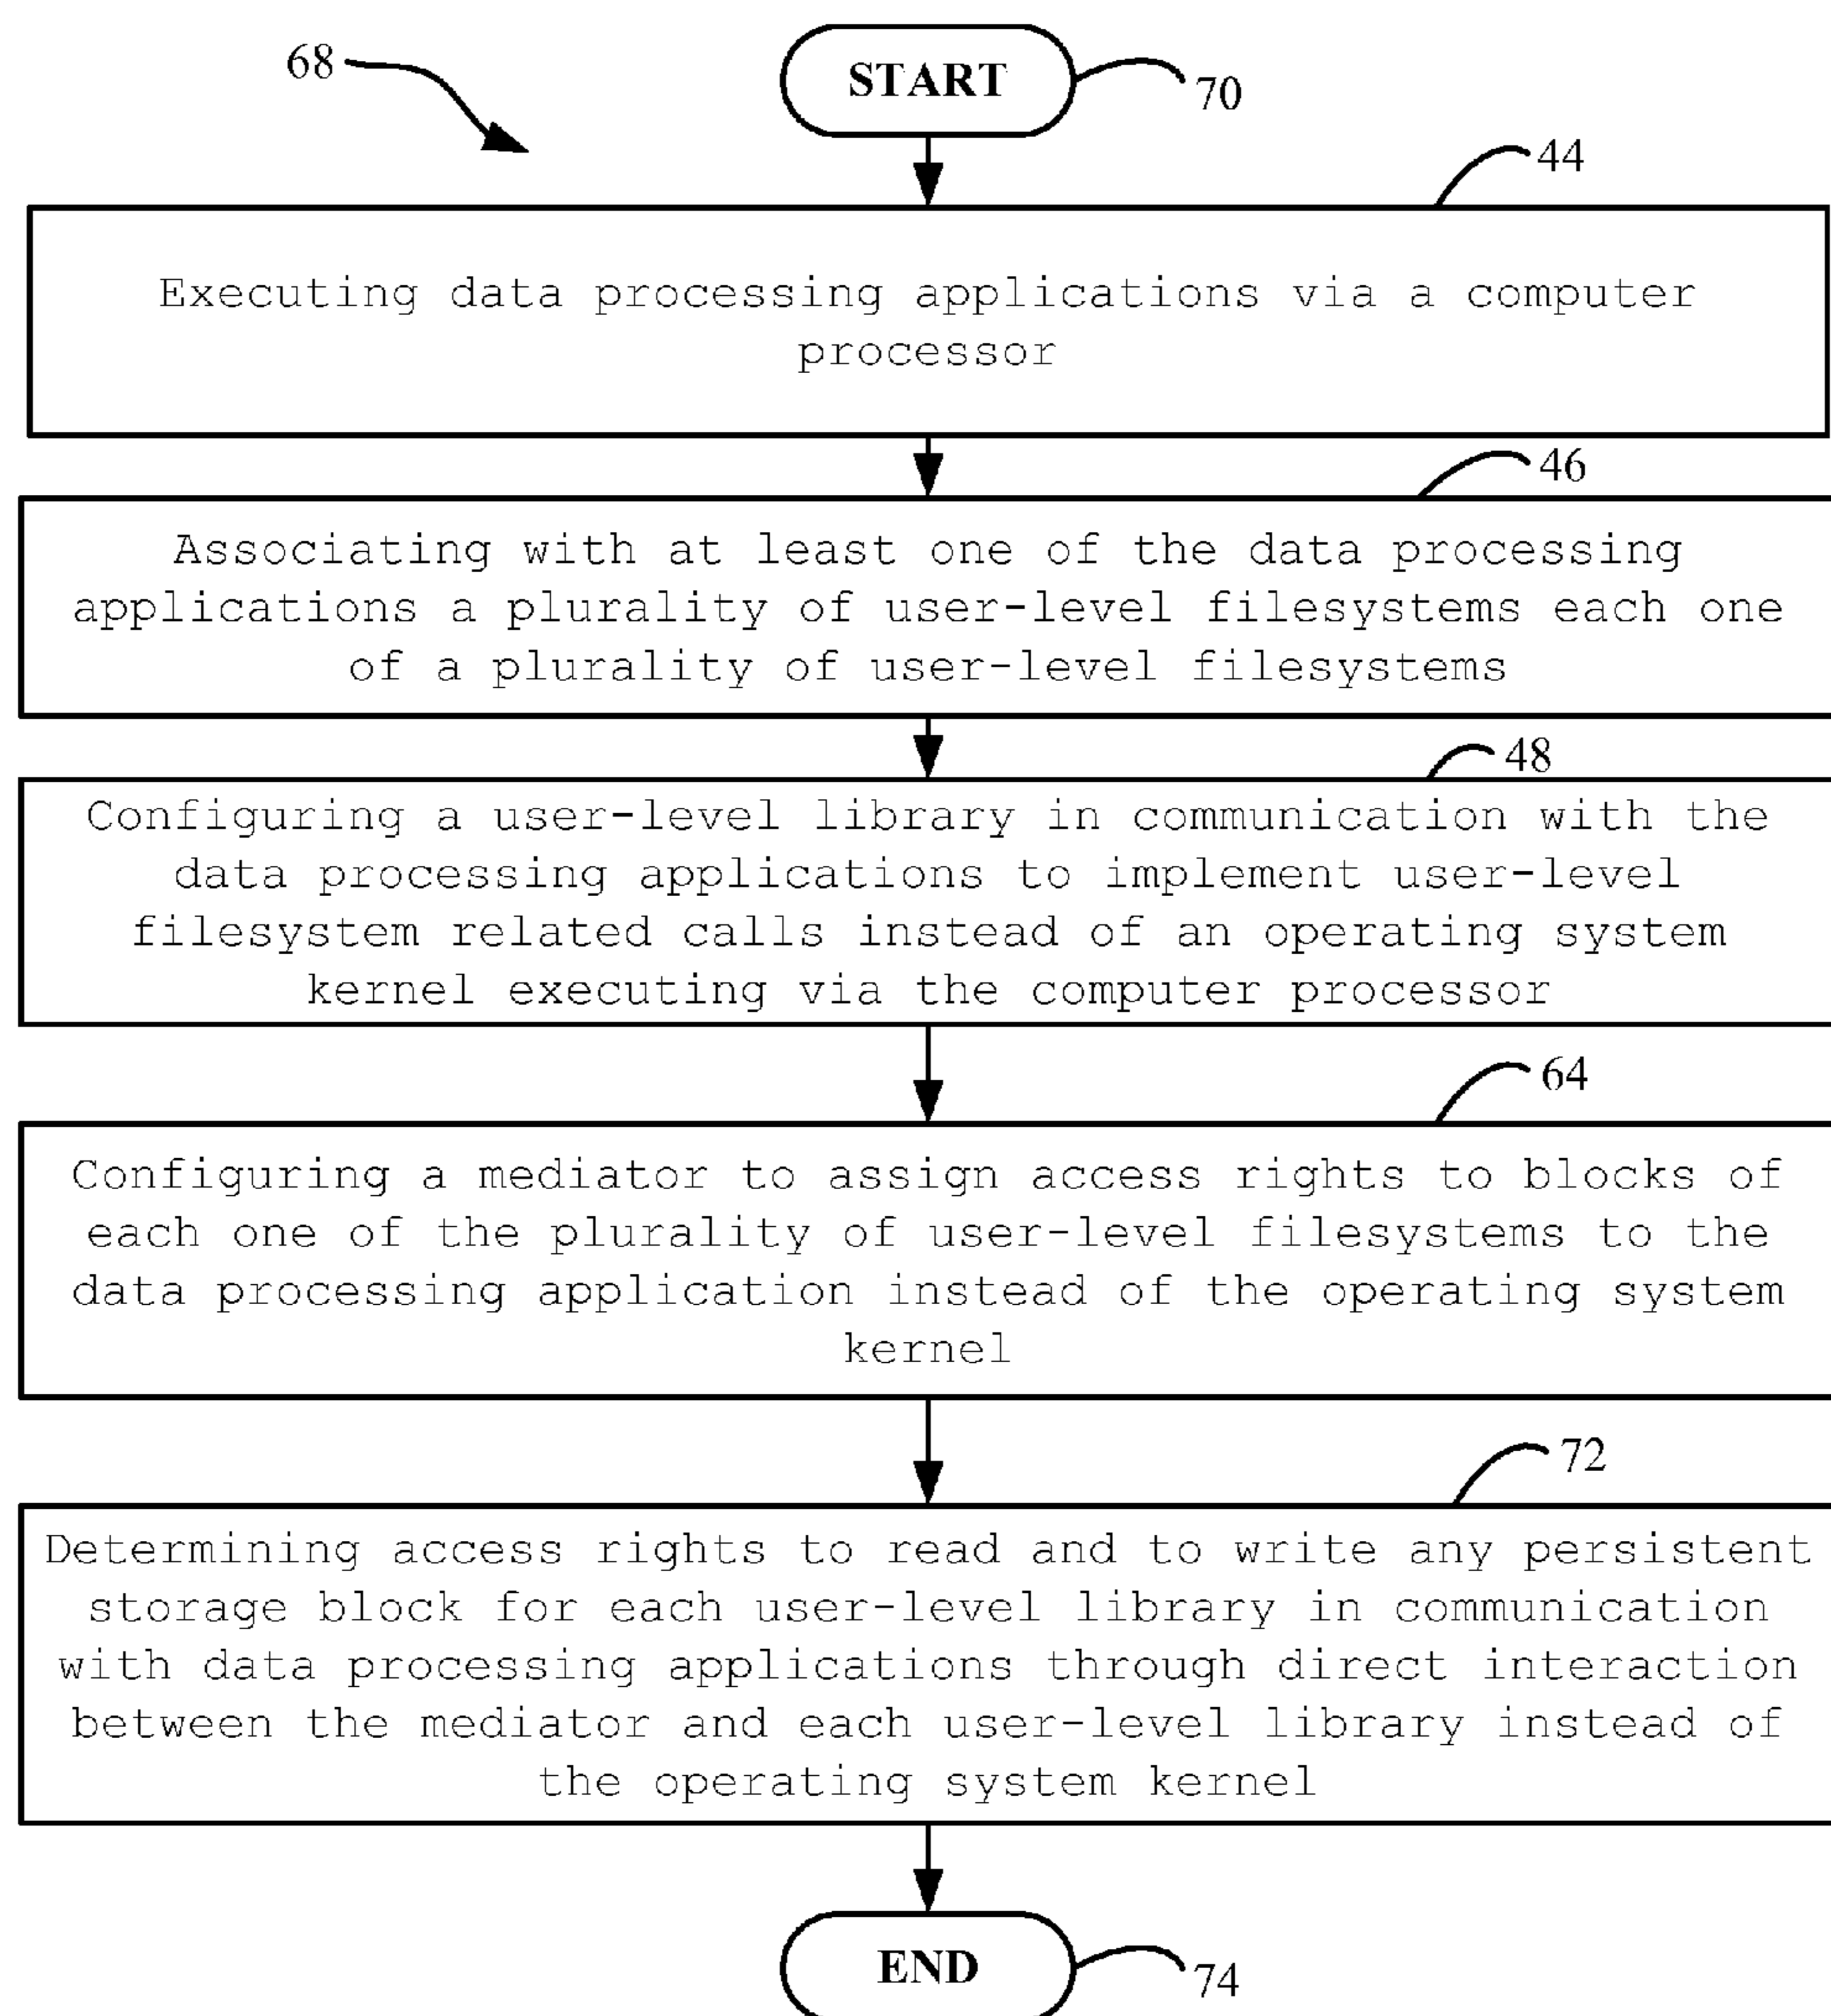 68
START
70
44
Executing data processing applications via a computer
processor
46
Associating with at least one of the data processing
applications a plurality of user-level filesystems each one
of a plurality of user-level filesystems
48
Configuring a user-level library in communication with the
data processing applications to implement user-level
filesystem related calls instead of an operating system
kernel executing via the computer processor
64
Configuring a mediator to assign access rights to blocks of
each one of the plurality of user-level filesystems to the
data processing application instead of the operating system
kernel
72
Determining access rights to read and to write any persistent
storage block for each user-level library in communication
with data processing applications through direct interaction
between the mediator and each user-level library instead of
the operating system kernel
END
74